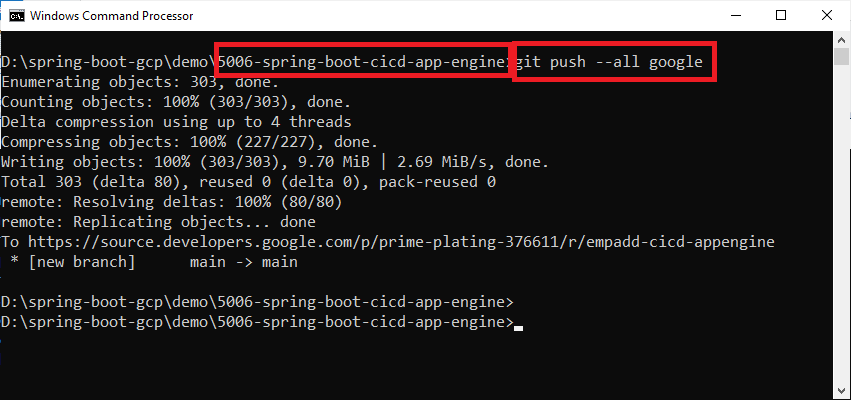 Windows Command Processor
D:\spring-boot-gcp\demo\5006-spring-boot-cicd-app-engine>git push --all google
Enumerating objects: 303, done.
Counting objects: 100% (303/303), done.
Delta compression using up to 4 threads
Compressing objects: 100% (227/227), done.
Writing objects: 100% (303/303), 9.70 MiB | 2.69 MiB/s, done.
Total 303 (delta 80), reused 0 (delta 0), pack-reused 0
remote: Resolving deltas: 100% (80/80)
remote: Replicating objects... done
To https://source.developers.google.com/p/prime-plating-376611/r/empadd-cicd-appengine
 * [new branch]      main -> main
D:\spring-boot-gcp\demo\5006-spring-boot-cicd-app-engine>
D:\spring-boot-gcp\demo\5006-spring-boot-cicd-app-engine>